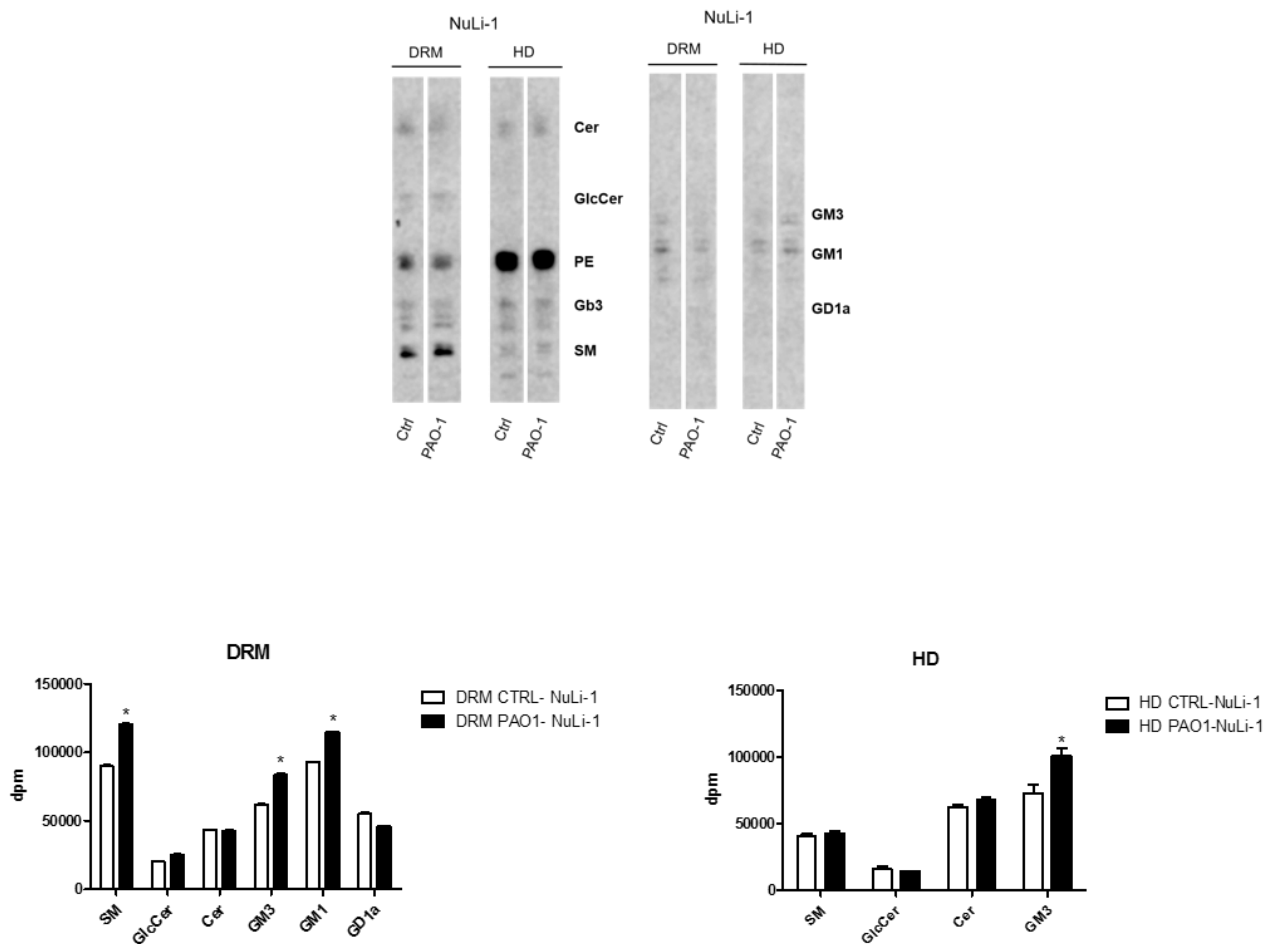 NuLi-1
DRM
HD
Cer
GlcCer
PE
Gb3
SM
Ctrl
PAO-1
Ctrl
PAO-1
NuLi-1
DRM
HD
GM3
GM1
GD1a
Ctrl
PAO-1
Ctrl
PAO-1
DRM
150000
100000
50000
0
dpm
*
*
*
SM
GlcCer
Cer
GM3
GM1
GD1a
DRM CTRL- NuLi-1
DRM PAO1- NuLi-1
HD
150000
100000
50000
0
dpm
*
SM
GlcCer
Cer
GM3
HD CTRL-NuLi-1
HD PAO1-NuLi-1